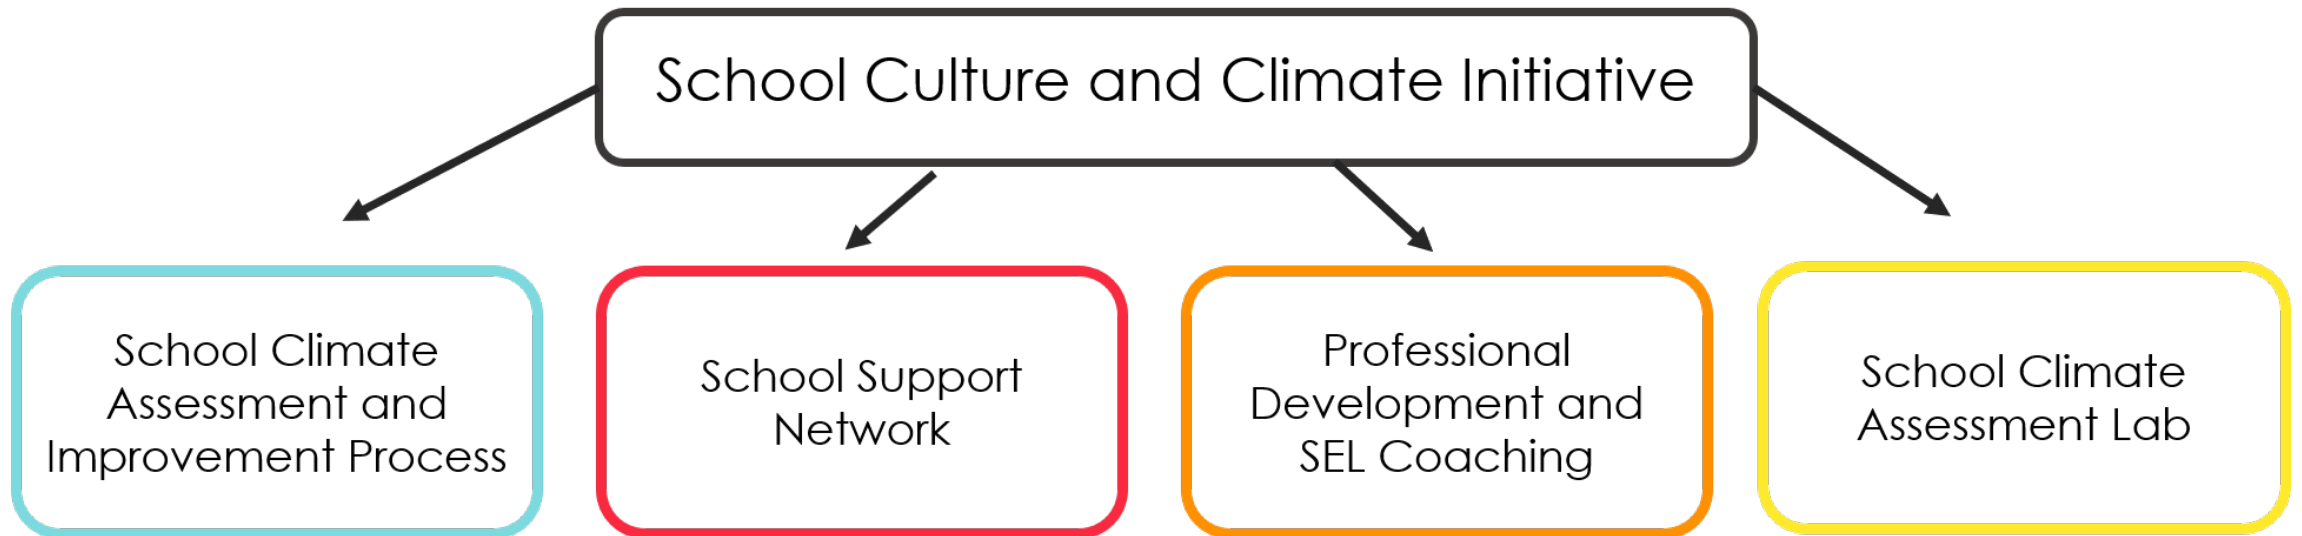 School Culture and Climate Initiative
School Climate
Assessment and
Improvement Process
School Support
Network
Professional
Development and
SEL Coaching
School Climate
Assessment Lab